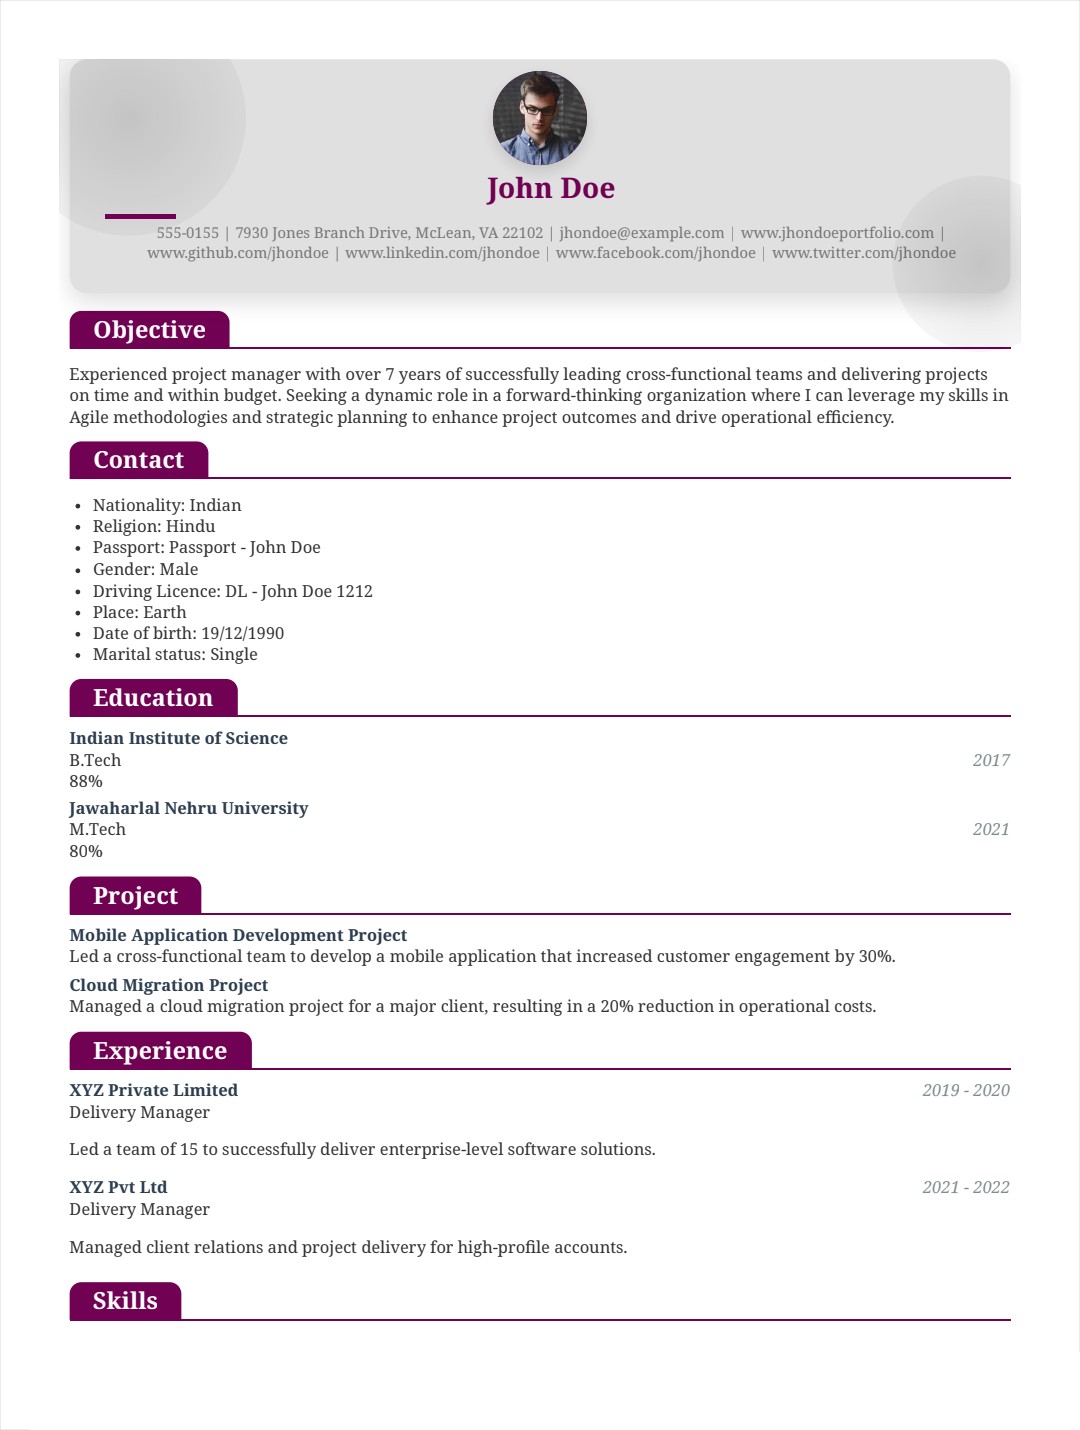 John Doe
555-0155 | 7930 Jones Branch Drive, McLean, VA 22102 | jhondoe@example.com | www.jhondoeportfolio.com |
www.github.com/jhondoe | www.linkedin.com/jhondoe | www.facebook.com/jhondoe | www.twitter.com/jhondoe
Objective
Experienced project manager with over 7 years of successfully leading cross-functional teams and delivering projects
on time and within budget. Seeking a dynamic role in a forward-thinking organization where I can leverage my skills in
Agile methodologies and strategic planning to enhance project outcomes and drive operational efficiency.
Contact
• Nationality: Indian
• Religion: Hindu
• Passport: Passport - John Doe
• Gender: Male
• Driving Licence: DL - John Doe 1212
• Place: Earth
• Date of birth: 19/12/1990
• Marital status: Single
Education
Indian Institute of Science
B.Tech 2017
88%
Jawaharlal Nehru University
M.Tech 2021
80%
Project
Mobile Application Development Project
Led a cross-functional team to develop a mobile application that increased customer engagement by 30%.
Cloud Migration Project
Managed a cloud migration project for a major client, resulting in a 20% reduction in operational costs.
Experience
XYZ Private Limited 2019 - 2020
Delivery Manager
Led a team of 15 to successfully deliver enterprise-level software solutions.
XYZ Pvt Ltd 2021 - 2022
Delivery Manager
Managed client relations and project delivery for high-profile accounts.
Skills